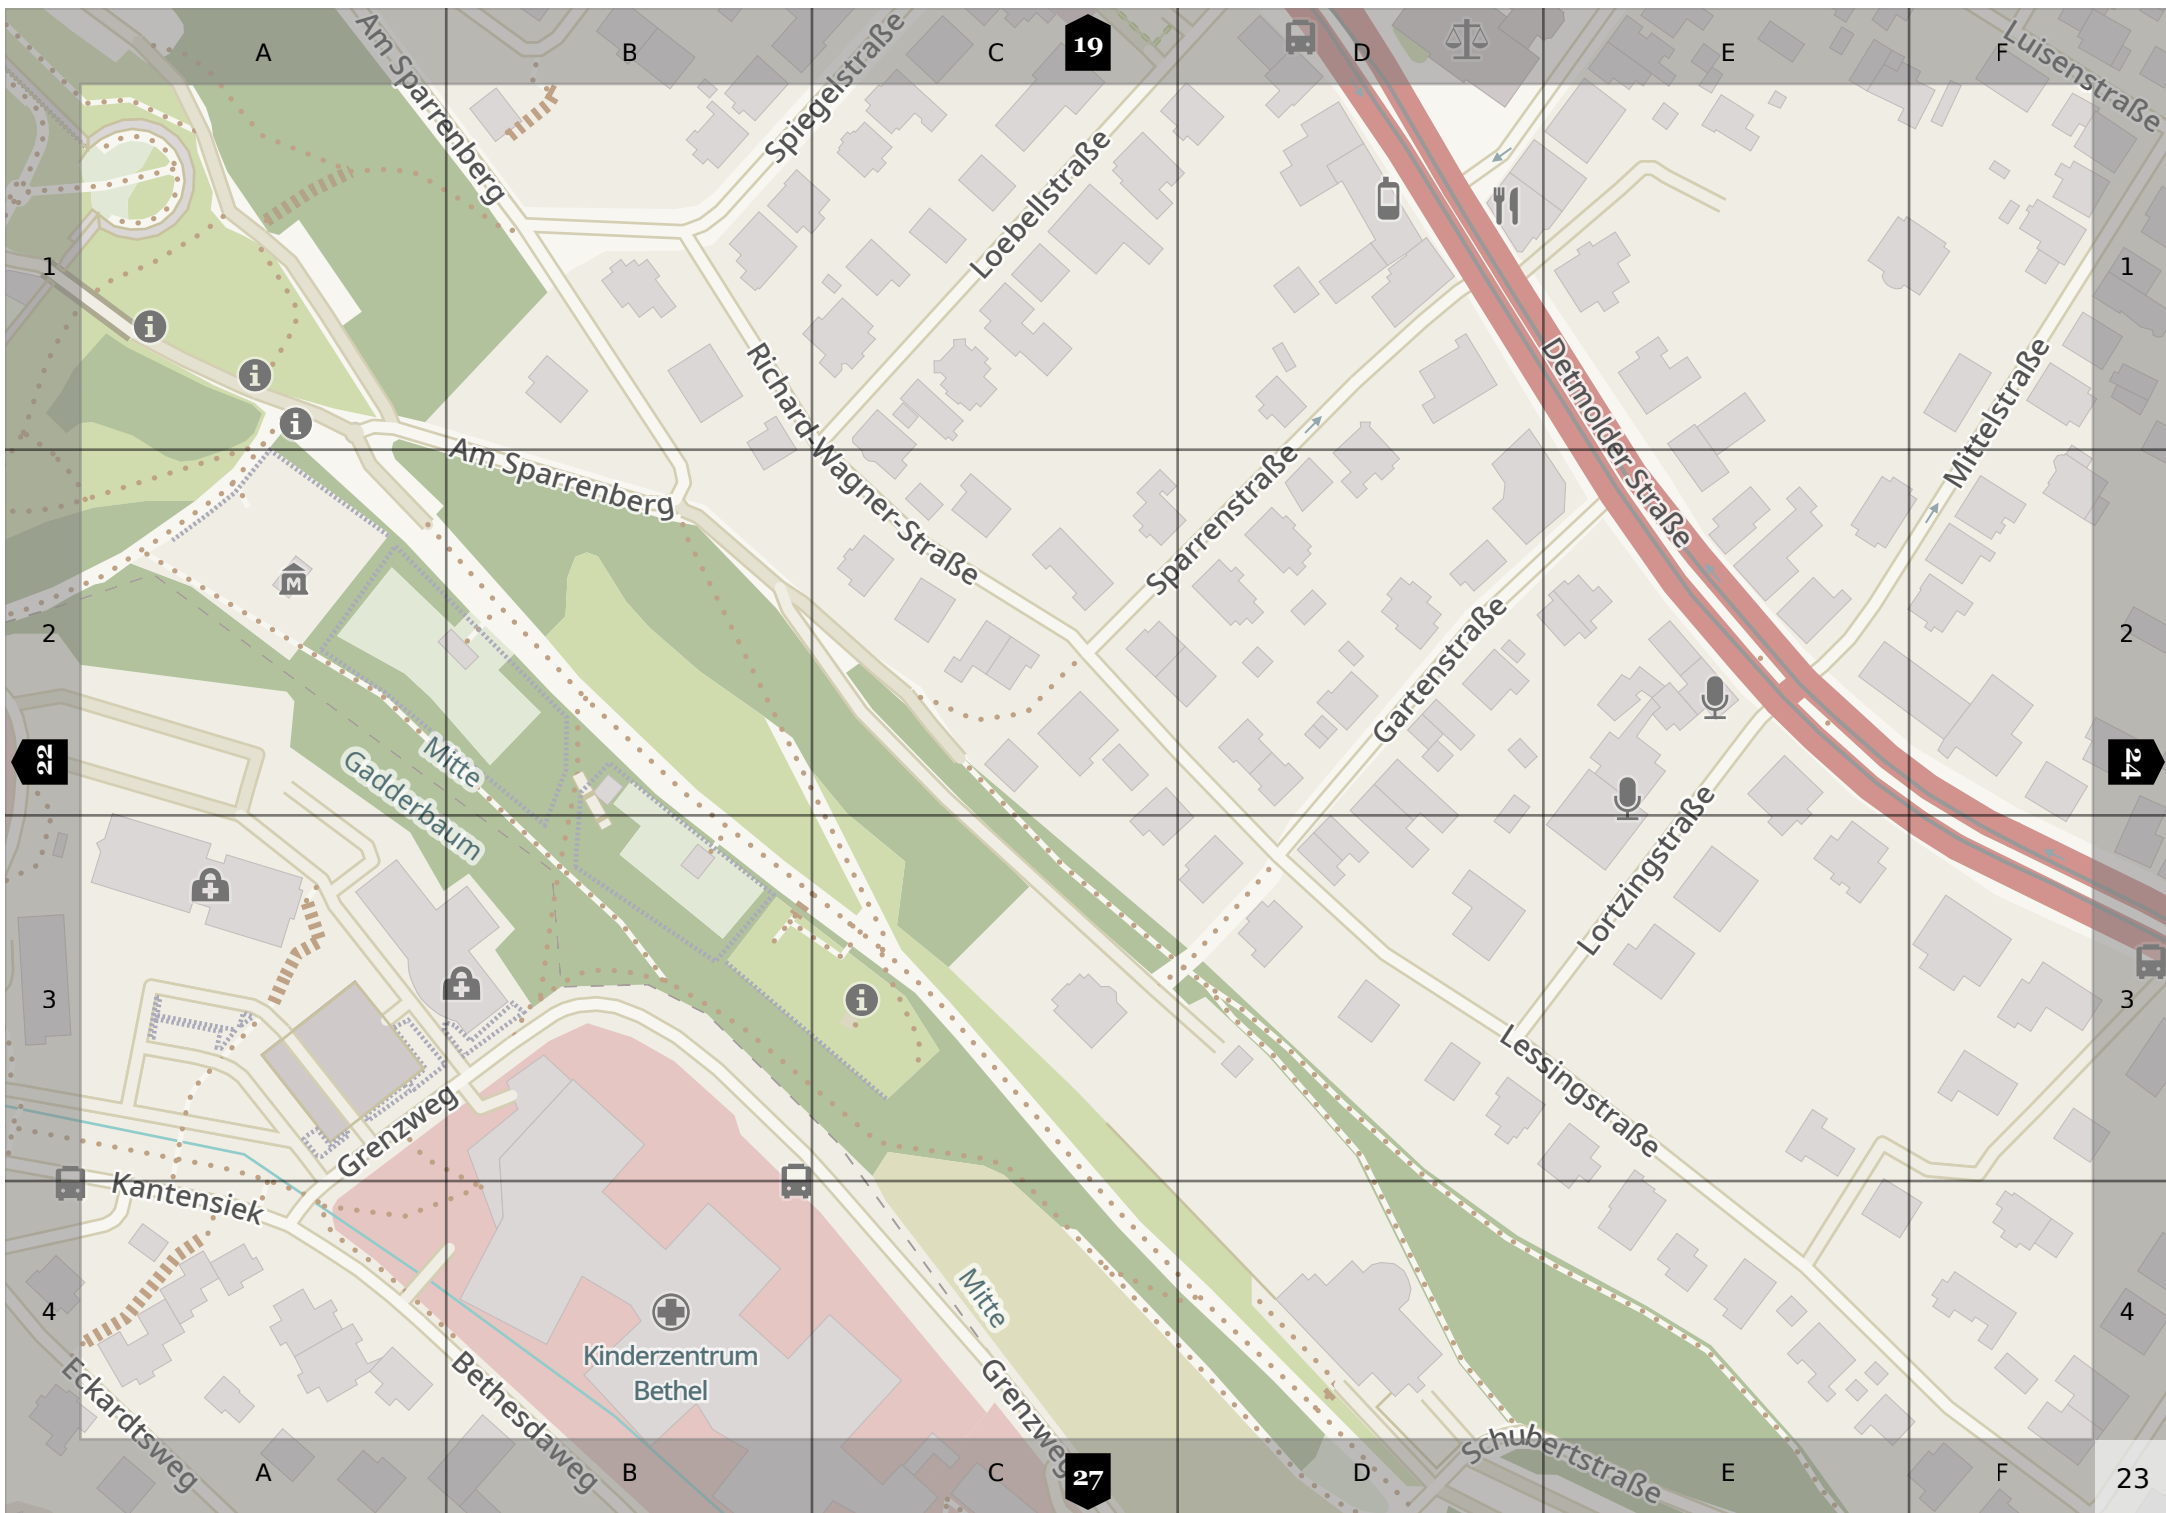 A
B
C
19
D
E
F
Luisenstraße
Am Sparrenberg
Spiegelstraße
Loebellstraße
1
1
Richard-Wagner-Straße
Detmolder Straße
Mittelstraße
Am Sparrenberg
Sparrenstraße
M
2
2
Gartenstraße
Mitte
Gadderbaum
22
24
Lortzingstraße
3
3
Lessingstraße
Grenzweg
Kantensiek
4
4
Mitte
Kinderzentrum
Bethel
Eckardtsweg
Bethesdaweg
Grenzweg
Schubertstraße
A
B
C
27
D
E
F
23